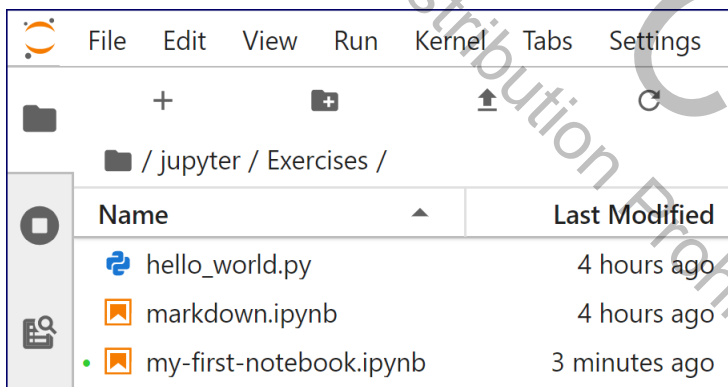 File Edit View Run Kernel Tabs Settings
/ jupyter / Exercises /
Name Last Modified
hello_world.py 4 hours ago
markdown.ipynb 4 hours ago
my-first-notebook.ipynb 3 minutes ago